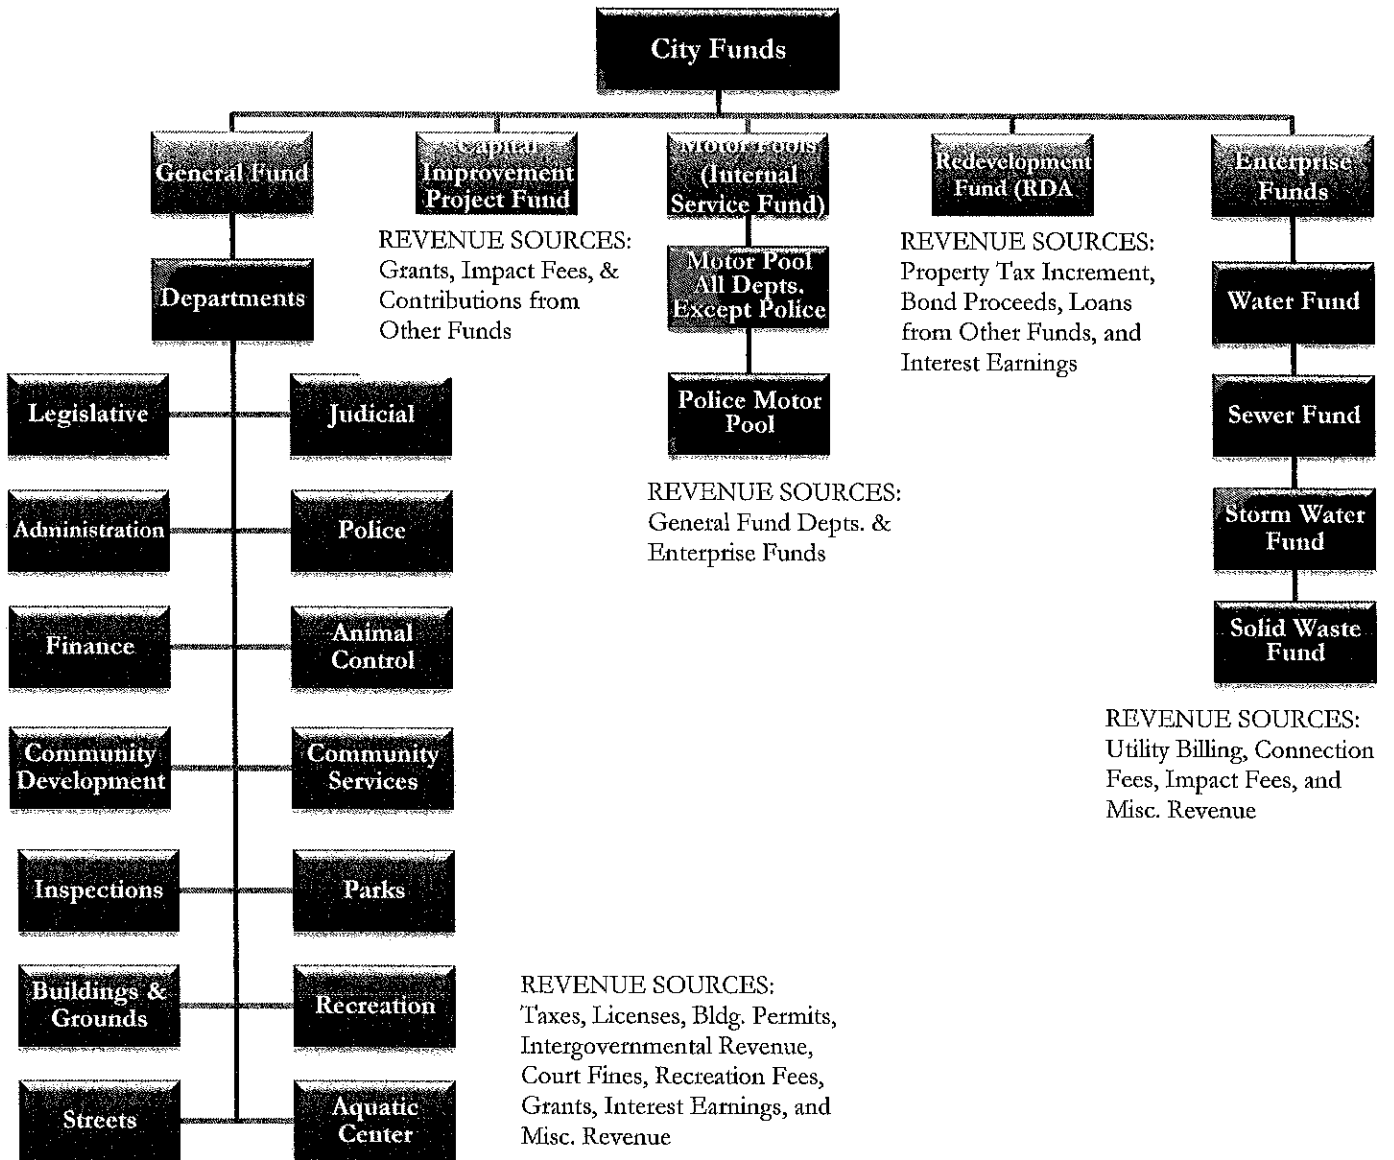 City Funds
General Fund
Capital
Improvement
Project Fund
Motor Pools
(Internal
Service Fund)
Redevelopment
Fund (RDA
Enterprise
Funds
REVENUE SOURCES:
Grants, Impact Fees, &
Contributions from
Other Funds
REVENUE SOURCES:
Property Tax Increment,
Bond Proceeds, Loans
from Other Funds, and
Interest Earnings
Departments
Motor Pool
All Depts.
Except Police
Water Fund
Legislative
Judicial
Police Motor
Pool
Sewer Fund
REVENUE SOURCES:
General Fund Depts. &
Enterprise Funds
Administration
Police
Storm Water
Fund
Finance
Animal
Control
Solid Waste
Fund
REVENUE SOURCES:
Utility Billing, Connection
Fees, Impact Fees, and
Misc. Revenue
Community
Development
Community
Services
Inspections
Parks
Buildings &
Grounds
Recreation
REVENUE SOURCES:
Taxes, Licenses, Bldg. Permits,
Intergovernmental Revenue,
Court Fines, Recreation Fees,
Grants, Interest Earnings, and
Misc. Revenue
Streets
Aquatic
Center